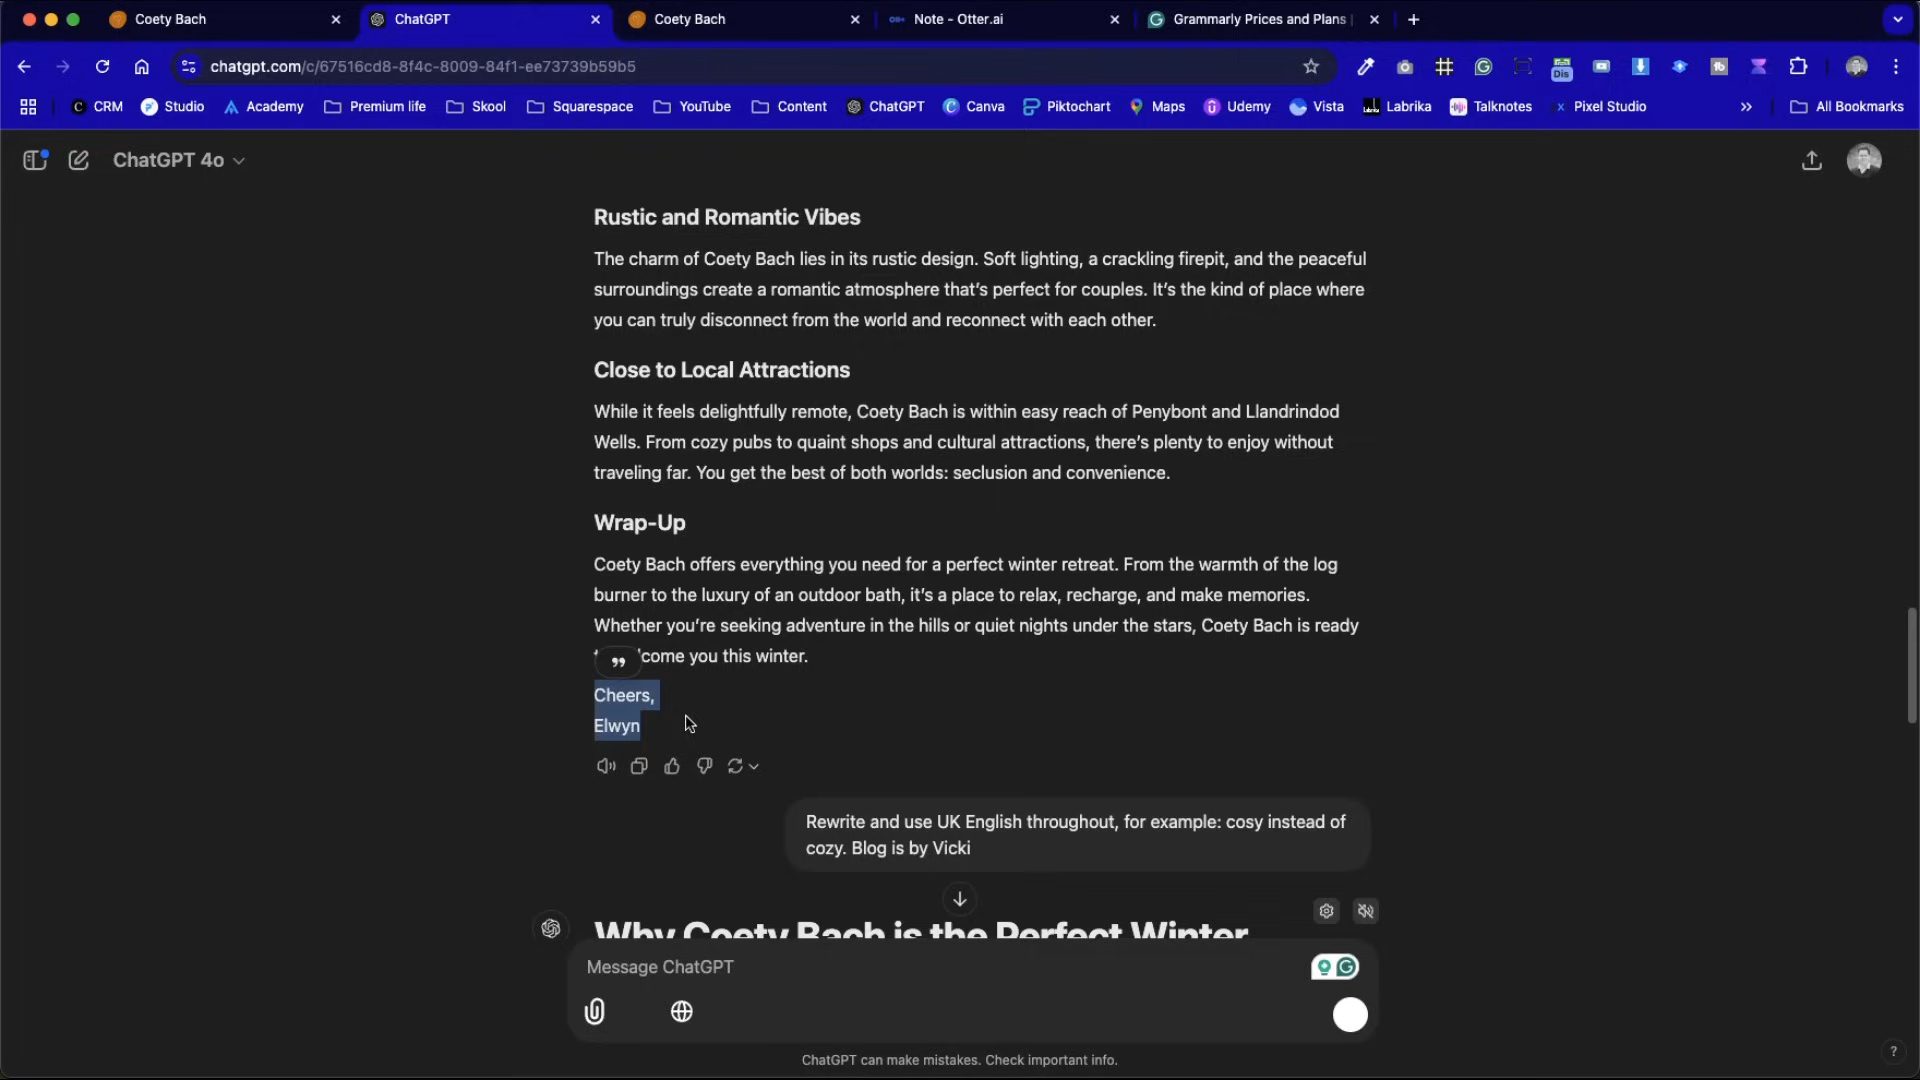 Coety Bach
ChatGPT
Coety Bach
Note - Otter.ai
Grammarly Prices and Plans
chatgpt.com/c/67516cd8-8f4c-8009-84f1-ee73739b59b5
Dis
CRM
Studio
Academy
Premium life
Skool
Squarespace
YouTube
Content
ChatGPT
Canva
Piktochart
Maps
Udemy
Vista
Labrika
Talknotes
Pixel Studio
All Bookmarks
ChatGPT 4o
Rustic and Romantic Vibes
The charm of Coety Bach lies in its rustic design. Soft lighting, a crackling firepit, and the peaceful
surroundings create a romantic atmosphere that's perfect for couples. It's the kind of place where
you can truly disconnect from the world and reconnect with each other.
Close to Local Attractions
While it feels delightfully remote, Coety Bach is within easy reach of Penybont and Llandrindod
Wells. From cozy pubs to quaint shops and cultural attractions, there's plenty to enjoy without
traveling far. You get the best of both worlds: seclusion and convenience.
Wrap-Up
Coety Bach offers everything you need for a perfect winter retreat. From the warmth of the log
burner to the luxury of an outdoor bath, it's a place to relax, recharge, and make memories.
Whether you're seeking adventure in the hills or quiet nights under the stars, Coety Bach is ready
come you this winter.
Cheers,
Elwyn
Rewrite and use UK English throughout, for example: cosy instead of
cozy. Blog is by Vicki
Why Coety Bach is the Perfect Winter
Message ChatGPT
ChatGPT can make mistakes. Check important info.
?